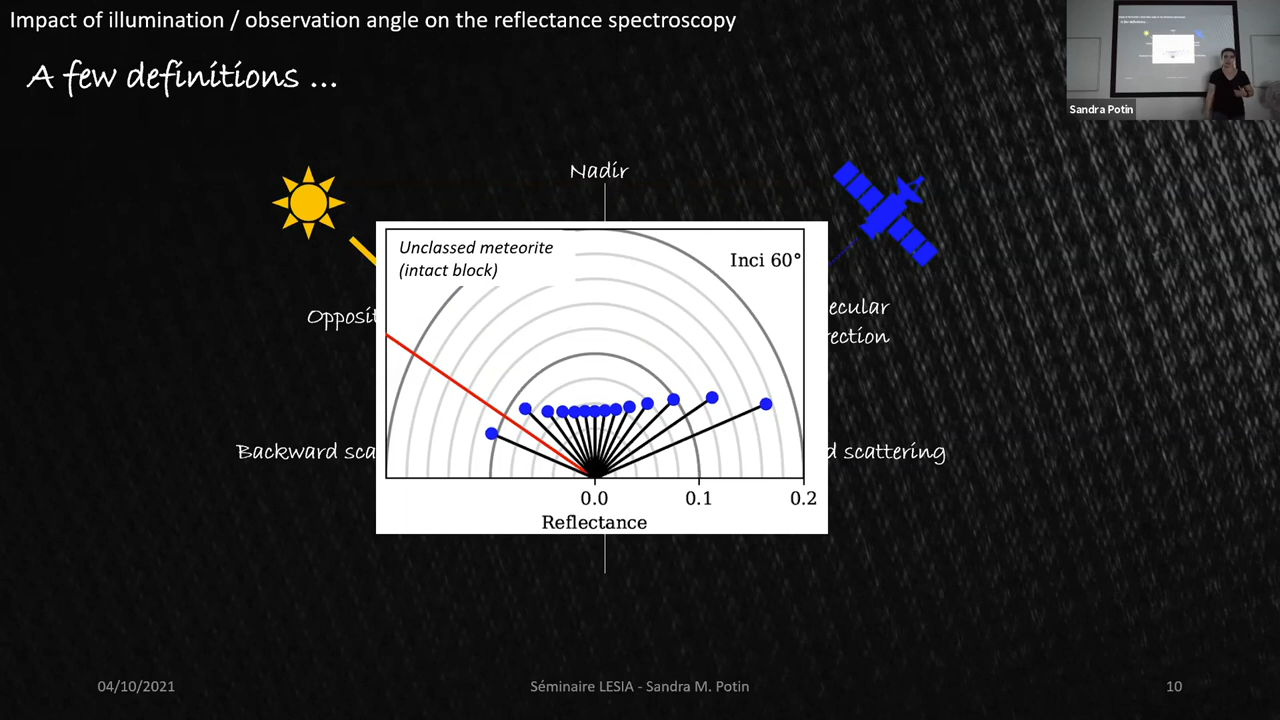 Impact of illumination / observation angle on the reflectance spectroscopy
A few definitions ...
Sandra Potin
Nadir
Unclassed meteorite
(intact block)
Inci 60°
Opposit
ecular
rection
Backward sca
d scattering
0.0
0.1
0.2
Reflectance
04/10/2021
Séminaire LESIA - Sandra M. Potin
10